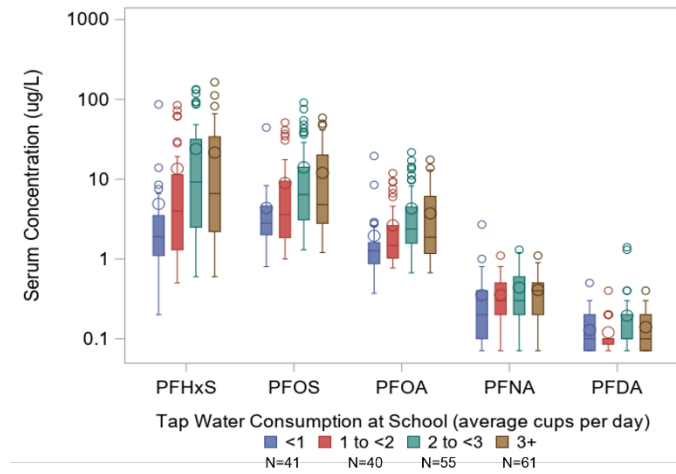 1000
100
10
1
0.1
Serum Concentration (ug/L)
PFHxS PFOS PFOA PFNA PFDA
Tap Water Consumption at School (average cups per day)
<1 1 to <2 2 to <3 3+
N=41 N=40 N=55 N=61